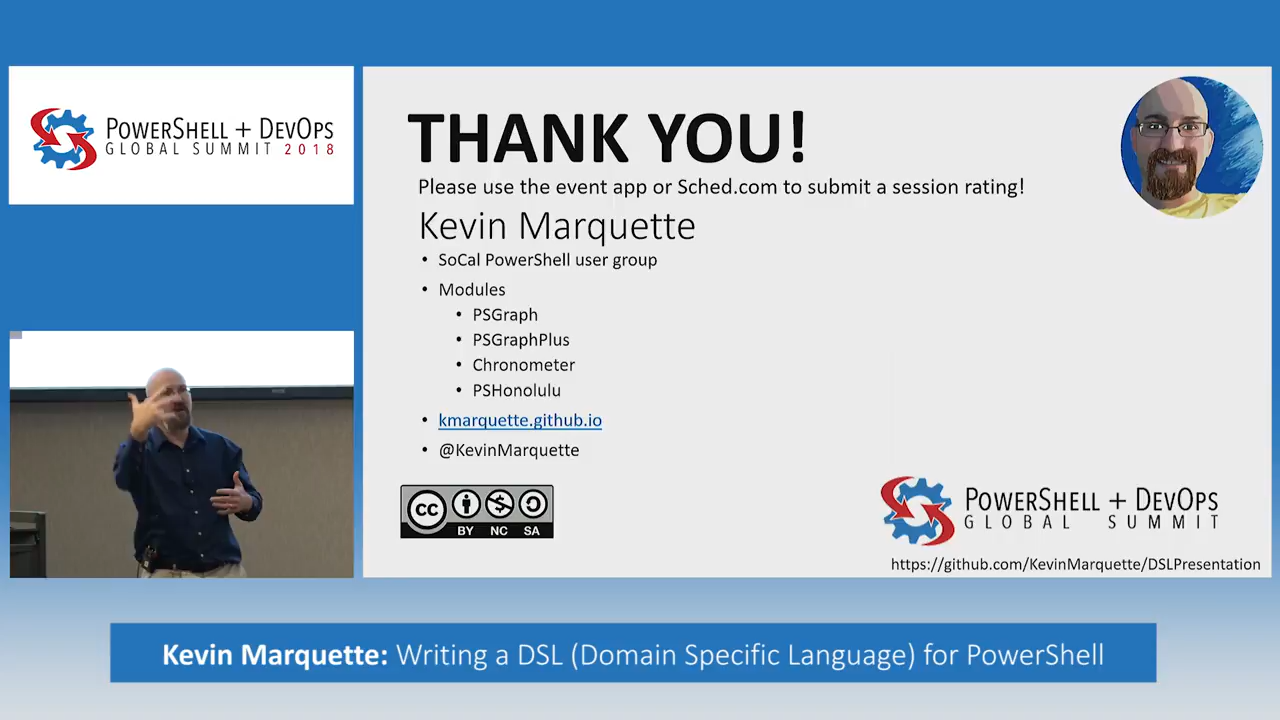 POWERSHELL + DEVOPS
GLOBAL SUMMIT 2018
THANK YOU!
Please use the event app or Sched.com to submit a session rating!
Kevin Marquette
• SoCal PowerShell user group
• Modules
• PSGraph
• PSGraphPlus
• Chronometer
• PSHonolulu
• kmarquette.github.io
• @KevinMarquette
cc
BY NC SA
POWERSHELL + DEVOPS
GLOBAL SUMMIT
https://github.com/KevinMarquette/DSLPresentation
Kevin Marquette: Writing a DSL (Domain Specific Language) for PowerShell